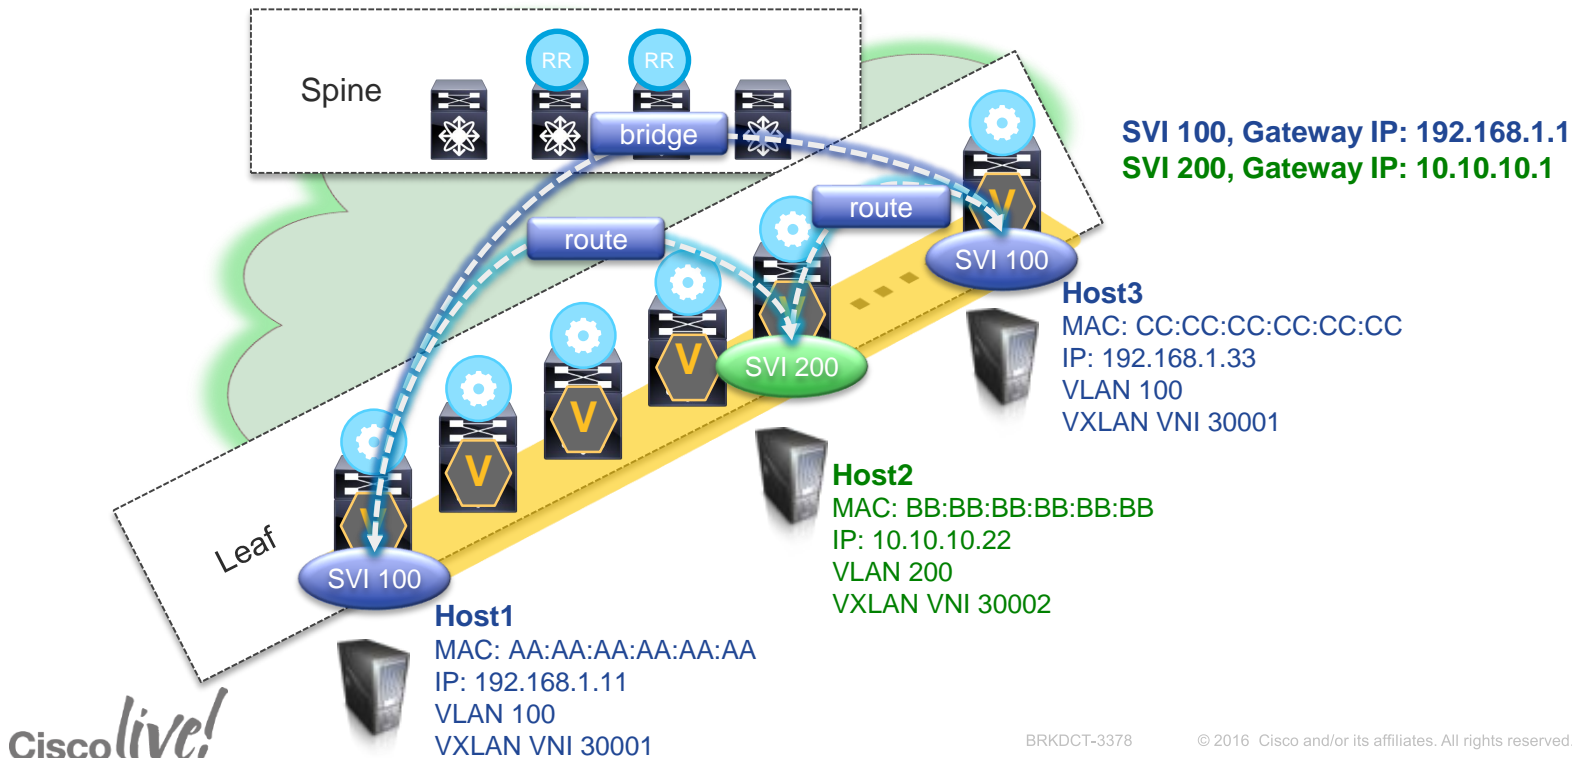 RR
RR
Spine
bridge
SVI 100, Gateway IP: 192.168.1.1
SVI 200, Gateway IP: 10.10.10.1
V
route
route
SVI 100
Host3
MAC: CC:CC:CC:CC:CC:CC
IP: 192.168.1.33
VLAN 100
VXLAN VNI 30001
V
V
SVI 200
V
V
Host2
MAC: BB:BB:BB:BB:BB:BB
IP: 10.10.10.22
VLAN 200
VXLAN VNI 30002
V
Leaf
SVI 100
Host1
MAC: AA:AA:AA:AA:AA:AA
IP: 192.168.1.11
VLAN 100
VXLAN VNI 30001
Cisco live!
BRKDCT-3378
© 2016 Cisco and/or its affiliates. All rights reserved.